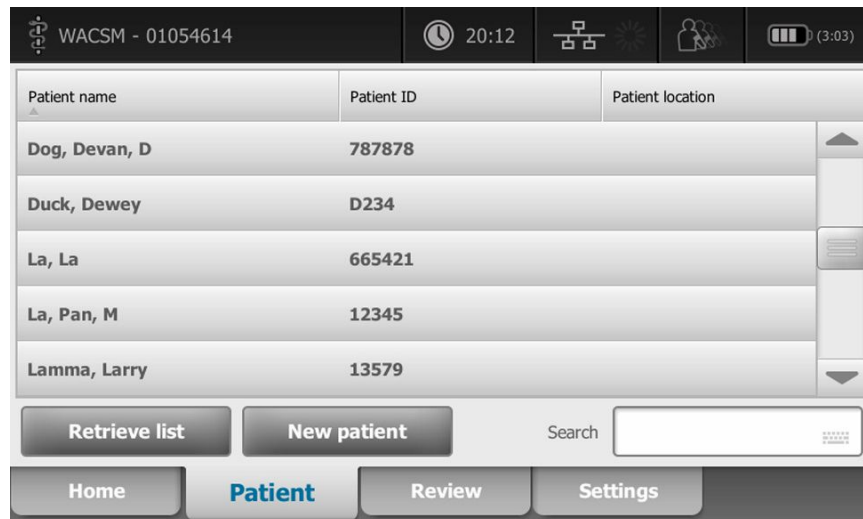 WACSM - 01054614 20:12 (3:03)
Patient name Patient ID Patient location
Dog, Devan, D 787878
Duck, Dewey D234
La, La 665421
La, Pan, M 12345
Lamma, Larry 13579
Retrieve list New patient Search
Home Patient Review Settings